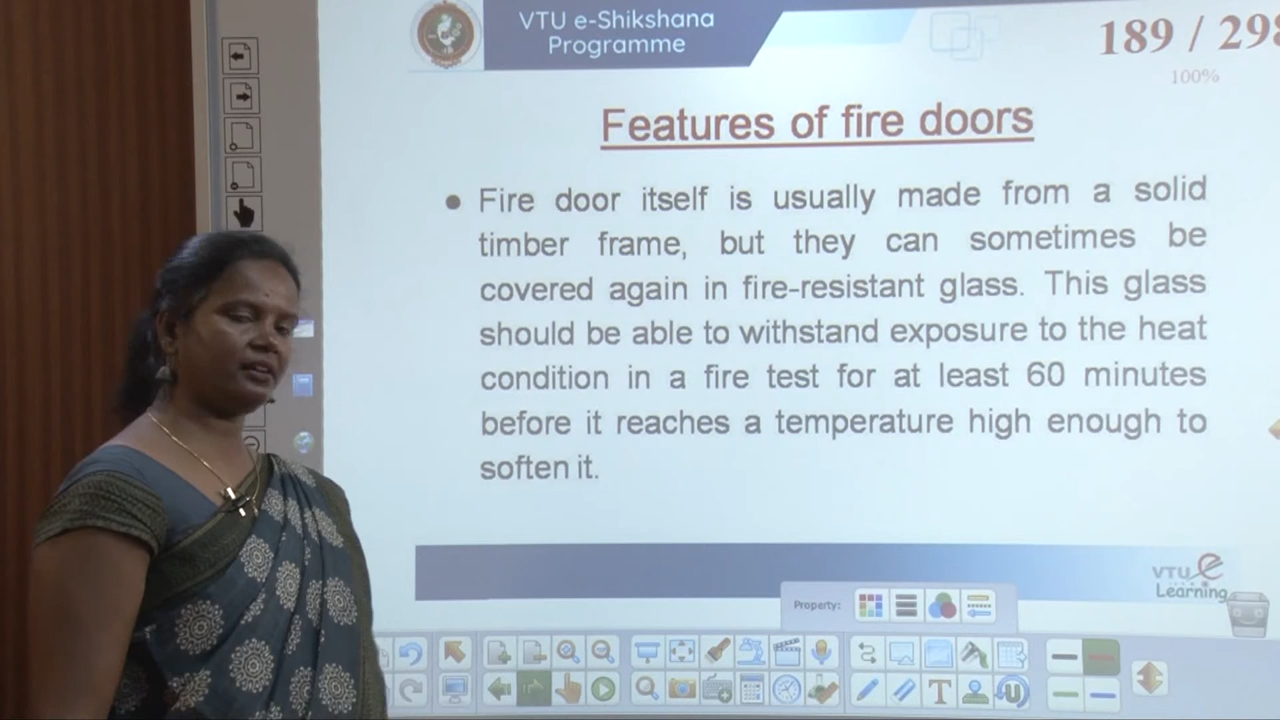 VTU e-Shikshana
Programme
189 / 298
100%
Features of fire doors
Fire door itself is usually made from a solid
timber frame, but they can sometimes be
covered again in fire-resistant glass. This glass
should be able to withstand exposure to the heat
condition in a fire test for at least 60 minutes
before it reaches a temperature high enough to
soften it.
VTU e
Learning
Property: